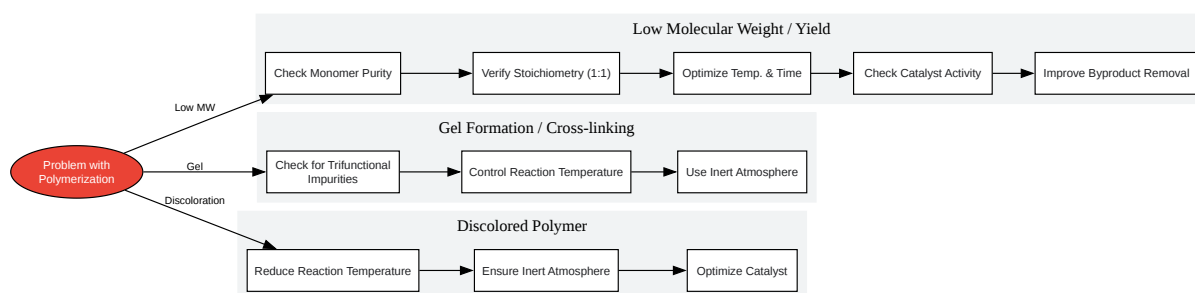 Low Molecular Weight / Yield
Check Monomer Purity
Verify Stoichiometry (1:1)
Optimize Temp. & Time
Check Catalyst Activity
Improve Byproduct Removal
Low MW
Gel Formation / Cross-linking
Problem with
Polymerization
Gel
Check for Trifunctional
Impurities
Control Reaction Temperature
Use Inert Atmosphere
Discoloration
Discolored Polymer
Reduce Reaction Temperature
Ensure Inert Atmosphere
Optimize Catalyst